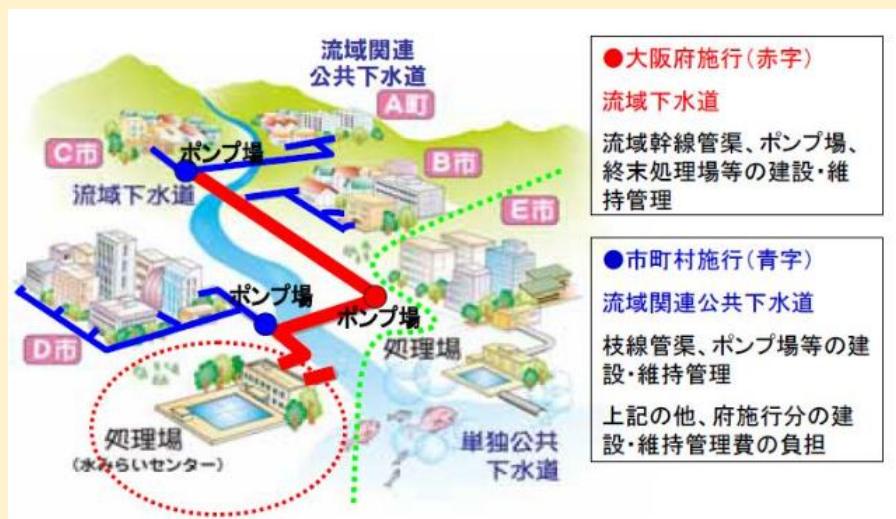 流域関連
公共下水道
A町
C市
ポンプ場
B市
流域下水道
E市
ポンプ場
ポンプ場
D市
処理場
処理場
(水みらいセンター)
単独公共
下水道
●大阪府施行(赤字)
流域下水道
流域幹線管渠、ポンプ場、
終末処理場等の建設・維
持管理
●市町村施行(青字)
流域関連公共下水道
枝線管渠、ポンプ場等の建
設・維持管理
上記の他、府施行分の建
設・維持管理費の負担